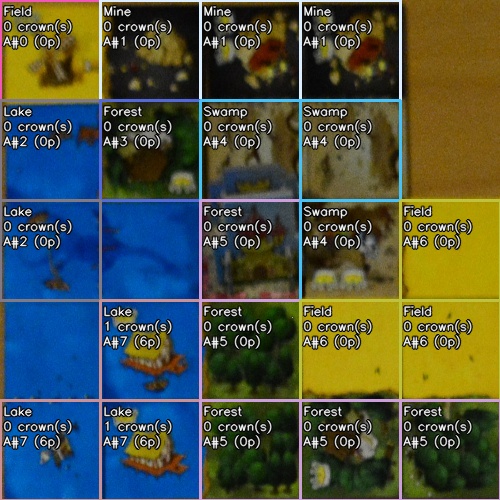 Field
0 crown(s)
A#0 (0p)
Mine
0 crown(s)
A#1 (0p)
Mine
0 crown(s)
A#1 (0p)
Mine
0 crown(s)
A#1 (0p)
Lake
0 crown(s)
A#2 (0p)
Forest
0 crown(s)
A#3 (0p)
Swamp
0 crown(s)
A#4 (0p)
Swamp
0 crown(s)
A#4 (0p)
Lake
0 crown(s)
A#2 (0p)
Forest
0 crown(s)
A#5 (0p)
Swamp
0 crown(s)
A#4 (0p)
Field
0 crown(s)
A#6 (0p)
Lake
1 crown(s)
A#7 (6p)
Forest
0 crown(s)
A#5 (0p)
Field
0 crown(s)
A#6 (0p)
Field
0 crown(s)
A#6 (0p)
Lake
0 crown(s)
A#7 (6p)
Lake
1 crown(s)
A#7 (6p)
Forest
0 crown(s)
A#5 (0p)
Forest
0 crown(s)
A#5 (0p)
Forest
0 crown(s)
A#5 (0p)